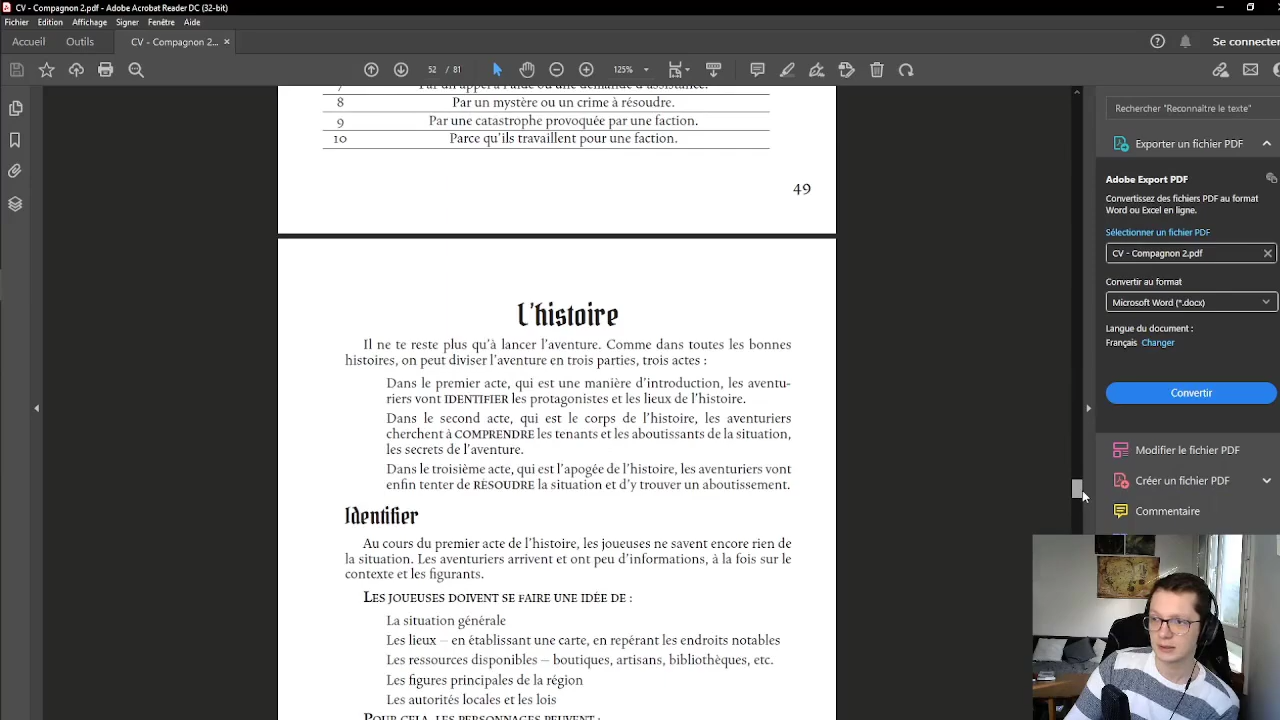 CV - Compagnon 2.pdf - Adobe Acrobat Reader DC (32-bit)
Fichier Edition Affichage Signature Fenêtre Aide
Accueil Outils CV - Compagnon 2... × Se connecter
52 / 81 125%
7 Par un appel à l'aide ou une demande d'assistance.
8 Par un mystère ou un crime à résoudre.
9 Par une catastrophe provoquée par une faction.
10 Parce qu'ils travaillent pour une faction.
49
L'histoire
Il ne te reste plus qu'à lancer l'aventure. Comme dans toutes les bonnes
histoires, on peut diviser l'aventure en trois parties, trois actes :
Dans le premier acte, qui est une manière d'introduction, les aventu-
riers vont IDENTIFIER les protagonistes et les lieux de l'histoire.
Dans le second acte, qui est le corps de l'histoire, les aventuriers
cherchent à COMPRENDRE les tenants et les aboutissants de la situation,
les secrets de l'aventure.
Dans le troisième acte, qui est l'apogée de l'histoire, les aventuriers vont
enfin tenter de RÉSOUDRE la situation et d'y trouver un aboutissement.
Identifier
Au cours du premier acte de l'histoire, les joueuses ne savent encore rien de
la situation. Les aventuriers arrivent et ont peu d'informations, à la fois sur le
contexte et les figurants.
LES JOUEUSES DOIVENT SE FAIRE UNE IDÉE DE :
La situation générale
Les lieux – en établissant une carte, en repérant les endroits notables
Les ressources disponibles – boutiques, artisans, bibliothèques, etc.
Les figures principales de la région
Les autorités locales et les lois
POUR CELA, LES PERSONNAGES PEUVENT :
Rechercher "Reconnaître le texte"
Exporter un fichier PDF
Adobe Export PDF
Convertissez des fichiers PDF au format
Word ou Excel en ligne.
Sélectionner un fichier PDF
CV - Compagnon 2.pdf ×
Convertir au format
Microsoft Word (*.docx)
Langue du document :
Français Changer
Convertir
Modifier le fichier PDF
Créer un fichier PDF
Commentaire